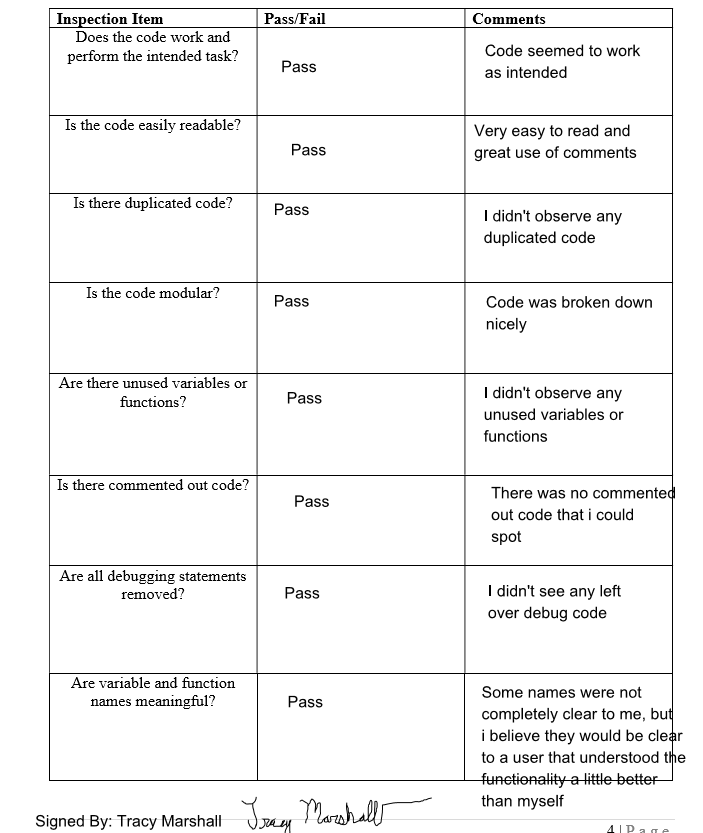 Inspection Item Pass/Fail Comments
Does the code work and
perform the intended task?
Pass
Code seemed to work
as intended
Is the code easily readable?
Pass
Very easy to read and
great use of comments
Is there duplicated code?
Pass
I didn't observe any
duplicated code
Is the code modular?
Pass
Code was broken down
nicely
Are there unused variables or
functions?
Pass
I didn't observe any
unused variables or
functions
Is there commented out code?
Pass
There was no commented
out code that i could
spot
Are all debugging statements
removed?
Pass
I didn't see any left
over debug code
Are variable and function
names meaningful?
Pass
Some names were not
completely clear to me, but
i believe they would be clear
to a user that understood the
functionality a little better
than myself
Signed By: Tracy Marshall Tracy Marshall
4 | Page